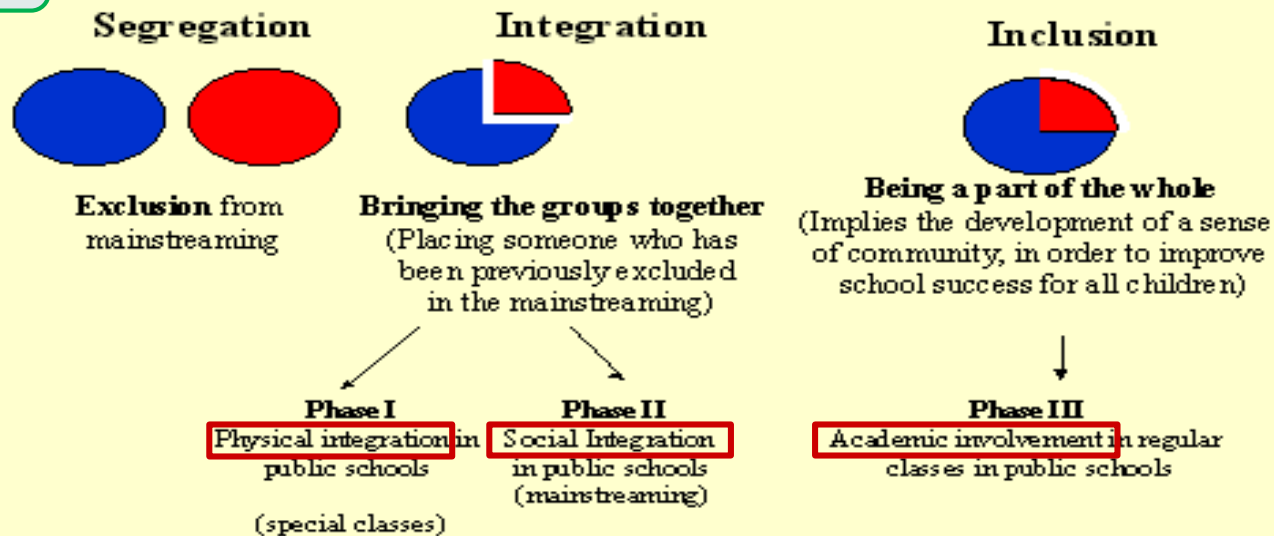 Segregation
Integration
Inclusion
Exclusion from
mainstreaming
Bringing the groups together
(Placing someone who has
been previously excluded
in the mainstreaming)
Being a part of the whole
(Implies the development of a sense
of community, in order to improve
school success for all children)
Phase I
Physical integration in
public schools
(special classes)
Phase II
Social Integration
in public schools
(mainstreaming)
Phase III
Academic involvement in regular
classes in public schools